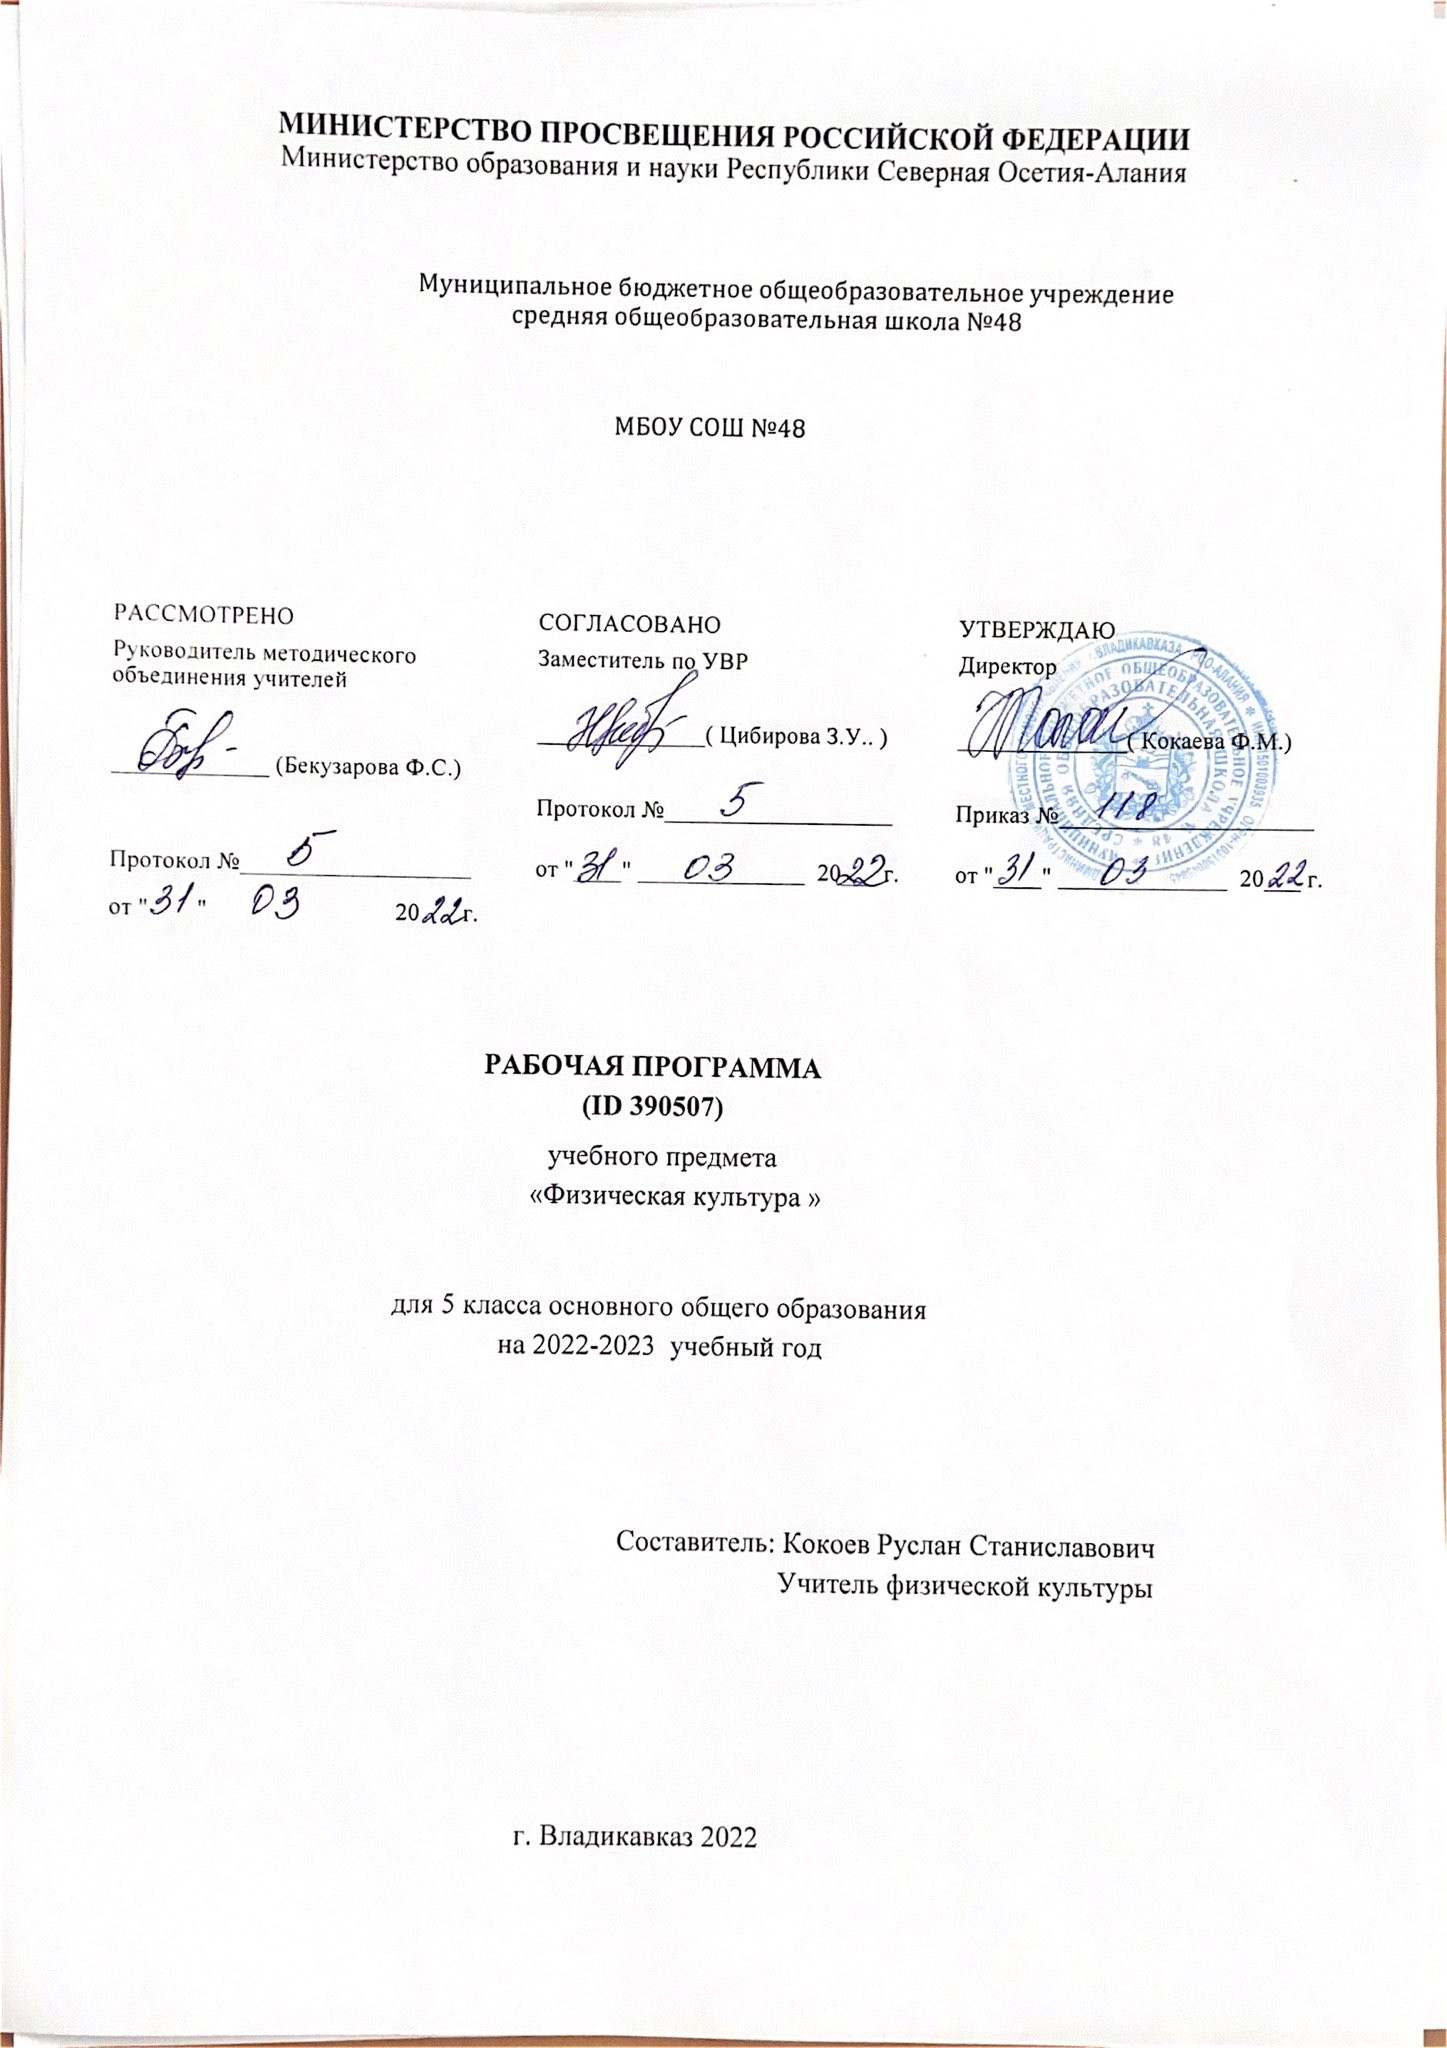 МИНИСТЕРСТВО ПРОСВЕЩЕНИЯ РОССИЙСКОЙ ФЕДЕРАЦИИ
Министерство образования и науки Республики Северная Осетия-Алания
Муниципальное бюджетное общеобразовательное учреждение
средняя общеобразовательная школа №48
МБОУ СОШ №48
РАССМОТРЕНО
Руководитель методического
объединения учителей
(Бекузарова Ф.С.)
Протокол № 5
от "31" 03 2022г.
СОГЛАСОВАНО
Заместитель по УВР
( Цибирова З.У.. )
Протокол № 5
от "31" 03 2022г.
УТВЕРЖДАЮ
Директор
( Кокаева Ф.М.)
Приказ № 118
от "31" 03 2022 г.
РАБОЧАЯ ПРОГРАММА
(ID 390507)
учебного предмета
«Физическая культура »
для 5 класса основного общего образования
на 2022-2023 учебный год
Составитель: Кокоев Руслан Станиславович
Учитель физической культуры
г. Владикавказ 2022